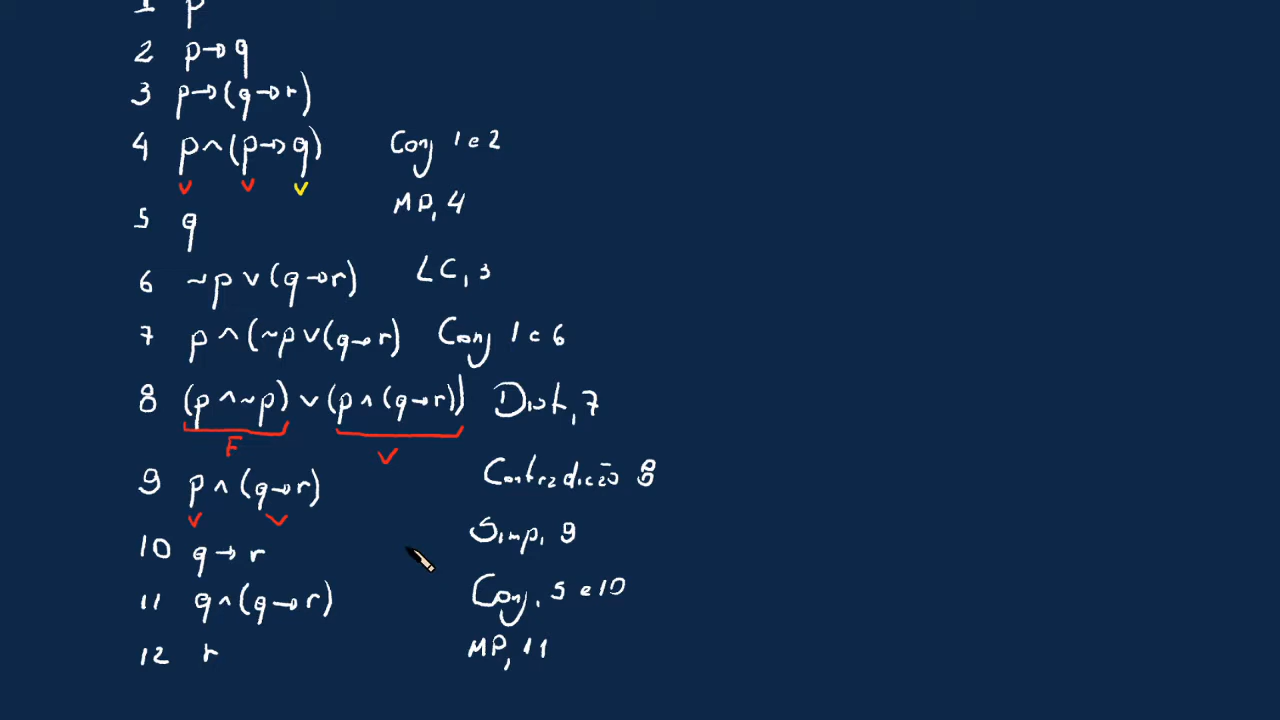 1 p
2 p→q
3 p→(q→r)
4 p∧(p→q) Conj 1 e 2
v v v
5 q MP, 4
6 ~p∨(q→r) LC, 3
7 p∧(~p∨(q→r) Conj 1 e 6
8 (p∧~p)∨(p∧(q→r)) Dist, 7
F v
9 p∧(q→r) Contradição 8
v v
10 q→r Simp, 9
11 q∧(q→r) Conj, 5 e 10
12 r MP, 11